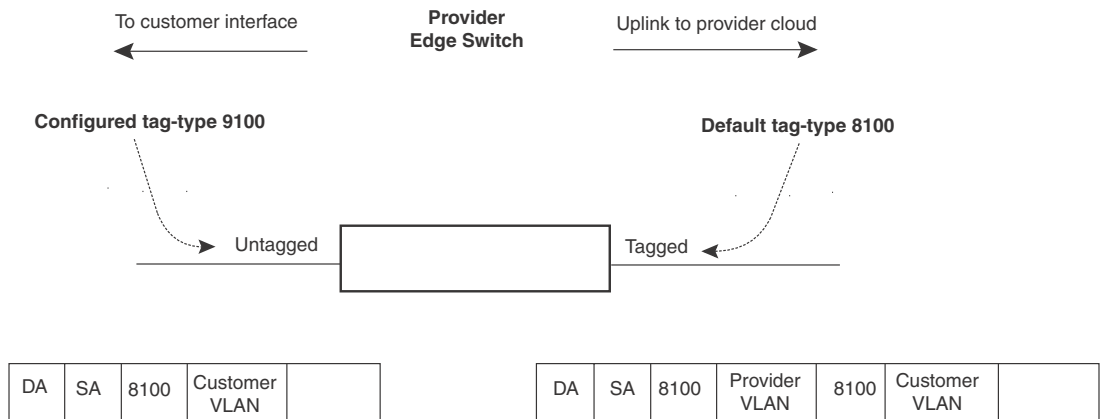 To customer interface
Provider
Edge Switch
Uplink to provider cloud
Configured tag-type 9100
Default tag-type 8100
Untagged
Tagged
DA SA 8100 Customer VLAN
DA SA 8100 Provider VLAN 8100 Customer VLAN